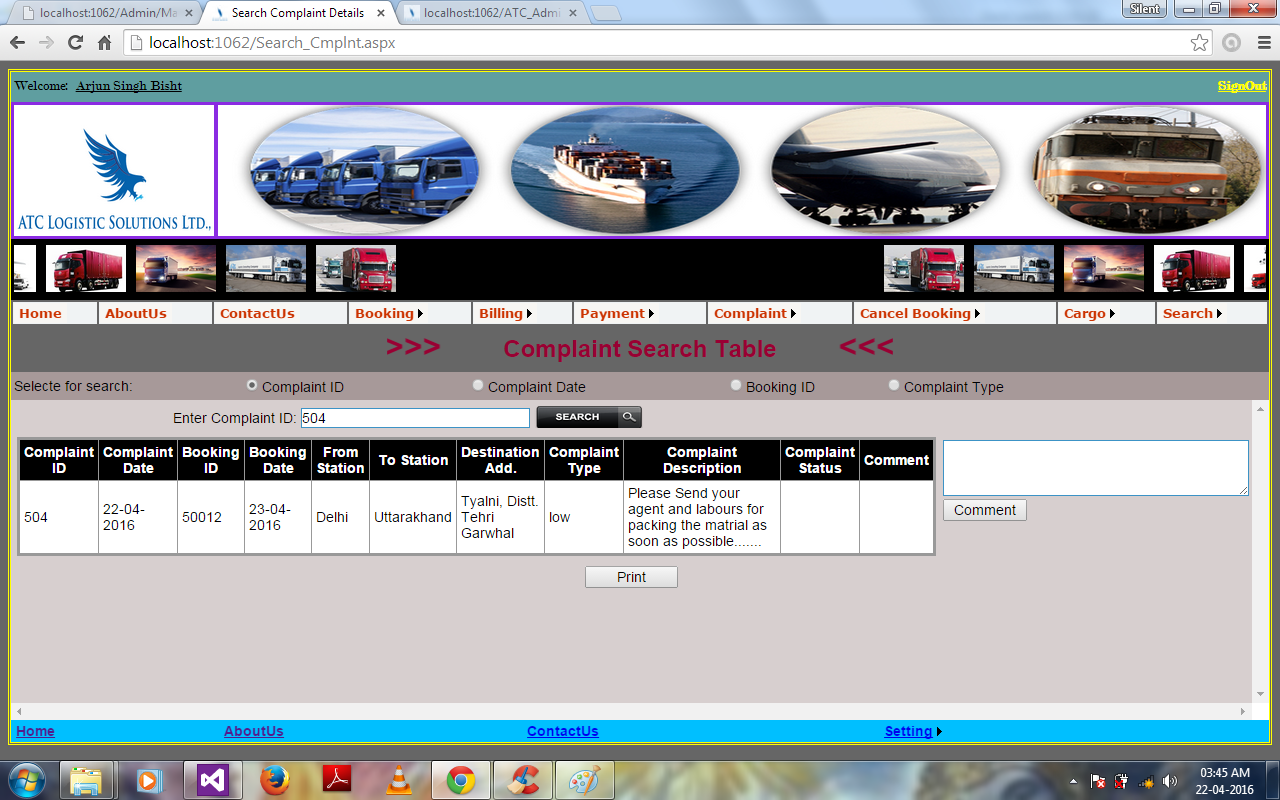 localhost:1062/Admin/Ma
Search Complaint Details
localhost:1062/ATC_Admi
Silent
localhost:1062/Search_Cmplnt.aspx
Welcome: Arjun Singh Bisht
SignOut
ATC LOGISTIC SOLUTIONS LTD.,
Home AboutUs ContactUs Booking Billing Payment Complaint Cancel Booking Cargo Search
>>> Complaint Search Table <<<
Selecte for search: Complaint ID Complaint Date Booking ID Complaint Type
Enter Complaint ID: 504 SEARCH
Complaint ID
Complaint Date
Booking ID
Booking Date
From Station
To Station
Destination Add.
Complaint Type
Complaint Description
Complaint Status
Comment
504
22-04-2016
50012
23-04-2016
Delhi
Uttarakhand
Tyalni, Distt.
Tehri
Garwhal
low
Please Send your
agent and labours for
packing the matrial as
soon as possible.......
Comment
Print
Home AboutUs ContactUs Setting
03:45 AM
22-04-2016